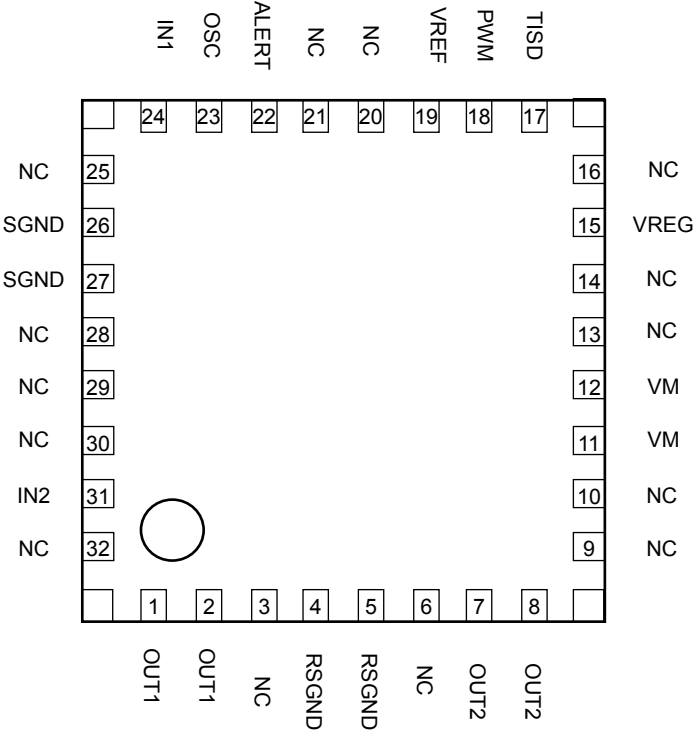 IN1 OSC ALERT NC NC VREF PWM TISD
24 23 22 21 20 19 18 17
NC 25 16 NC
SGND 26 15 VREG
SGND 27 14 NC
NC 28 13 NC
NC 29 12 VM
NC 30 11 VM
IN2 31 10 NC
NC 32 9 NC
1 2 3 4 5 6 7 8
OUT1 OUT1 NC RSGND RSGND NC OUT2 OUT2